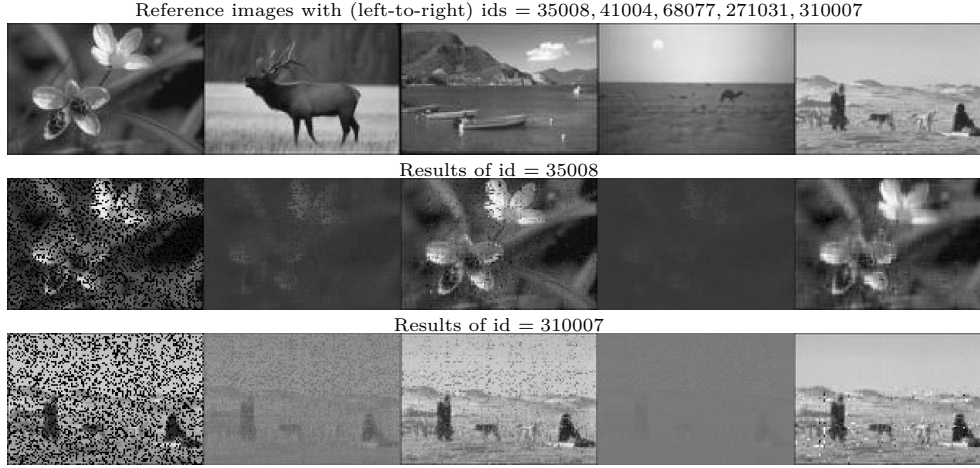 Reference images with (left-to-right) ids = 35008, 41004, 68077, 271031, 310007
Results of id = 35008
Results of id = 310007